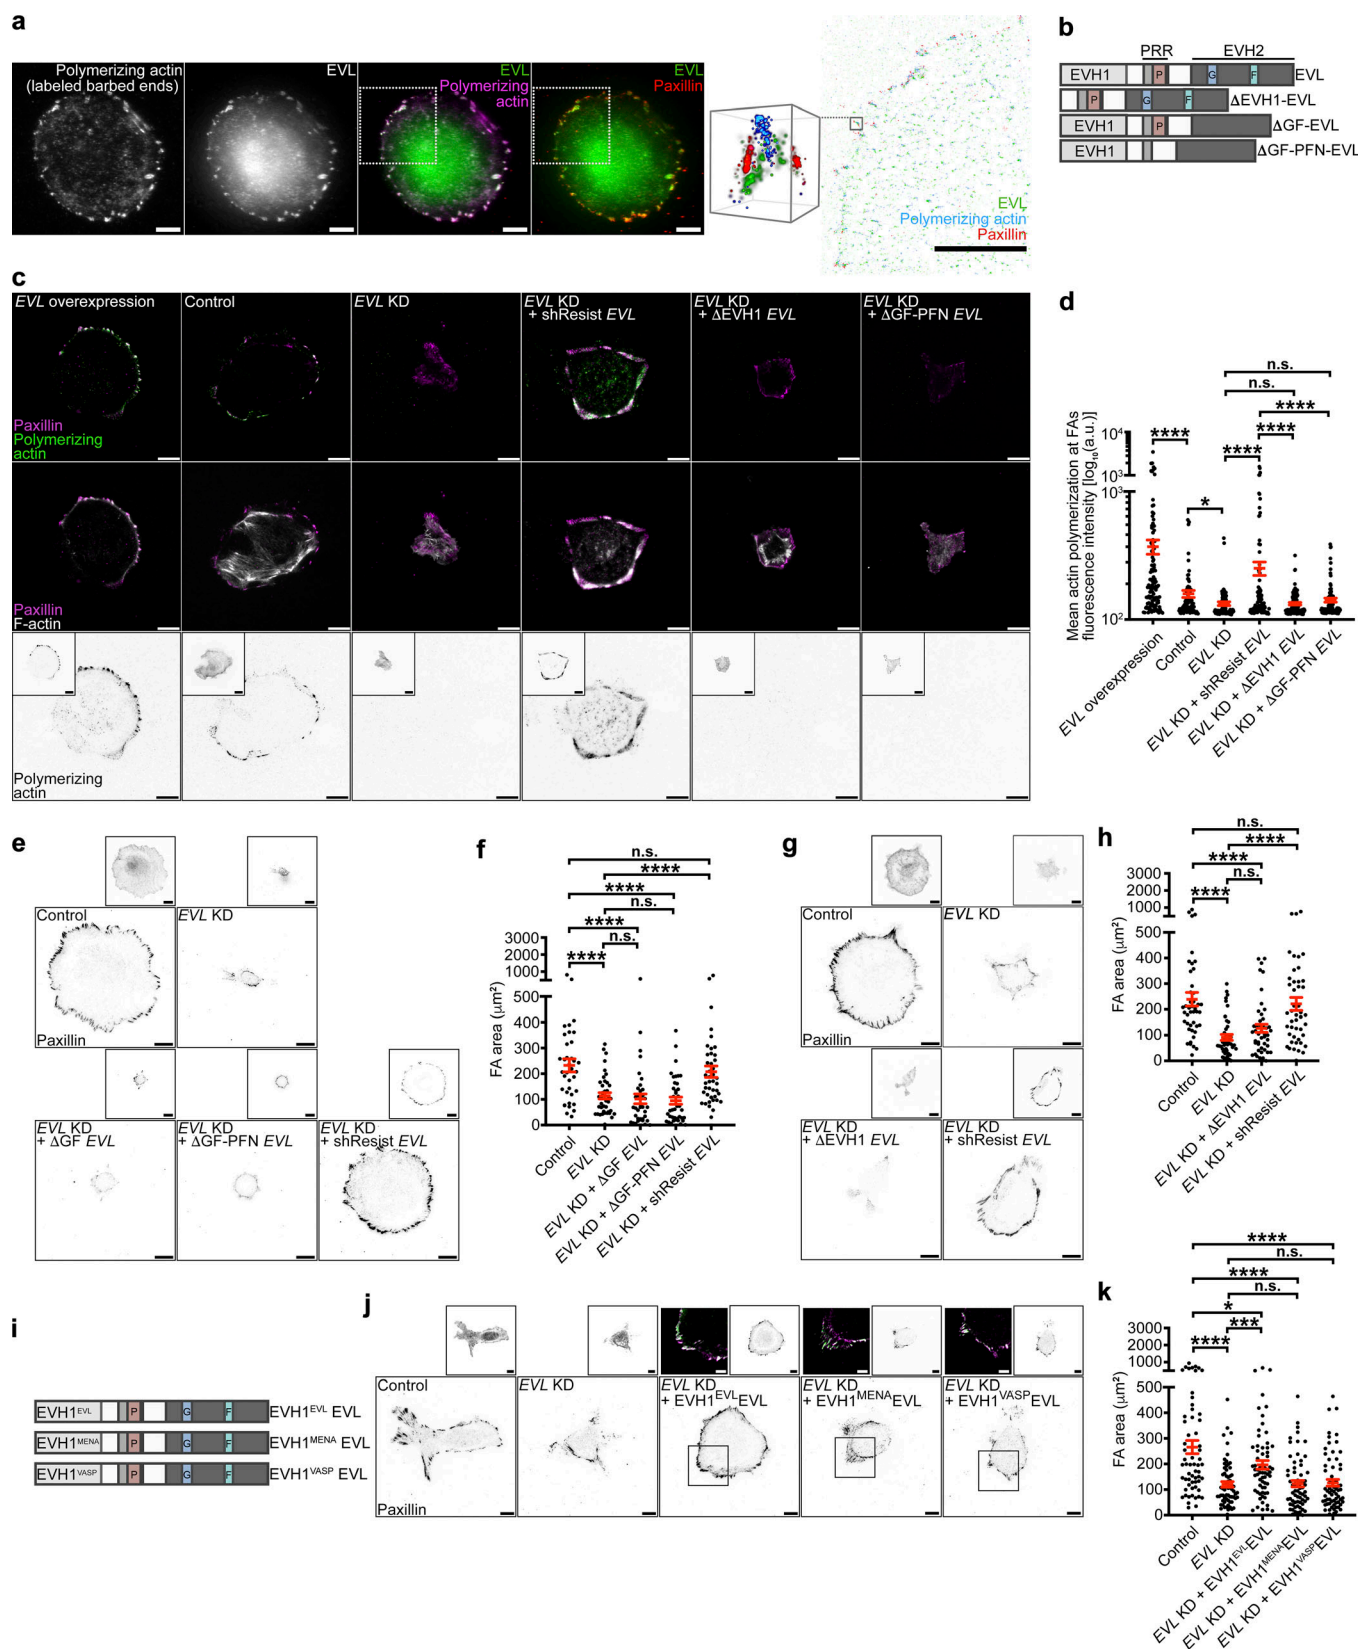 a
Polymerizing actin
(labeled barbed ends)
EVL
EVL
Polymerizing
actin
EVL
Paxillin
EVL
Polymerizing actin
Paxillin
b
PRR
EVH2
EVH1
P
G
F
EVL
P
G
F
ΔEVH1-EVL
EVH1
P
ΔGF-EVL
EVH1
ΔGF-PFN-EVL
c
EVL overexpression
Control
EVL KD
EVL KD
+ shResist EVL
EVL KD
+ ΔEVH1 EVL
EVL KD
+ ΔGF-PFN EVL
Paxillin
Polymerizing
actin
Paxillin
F-actin
Polymerizing
actin
d
n.s.
n.s.
****
****
****
****
*
Mean actin polymerization at FAs
fluorescence intensity [log10(a.u.)]
10⁴
10³
10³
10²
EVL overexpression
Control
EVL KD
EVL KD + shResist EVL
EVL KD + ΔEVH1 EVL
EVL KD + ΔGF-PFN EVL
e
Control
Paxillin
EVL KD
EVL KD
+ ΔGF EVL
EVL KD
+ ΔGF-PFN EVL
EVL KD
+ shResist EVL
f
n.s.
****
****
n.s.
****
n.s.
****
FA area (μm²)
3000
2000
1000
500
400
300
200
100
0
Control
EVL KD
EVL KD + ΔGF EVL
EVL KD + ΔGF-PFN EVL
EVL KD + shResist EVL
g
Control
Paxillin
EVL KD
EVL KD
+ ΔEVH1 EVL
EVL KD
+ shResist EVL
h
n.s.
****
****
n.s.
****
FA area (μm²)
3000
2000
1000
500
400
300
200
100
0
Control
EVL KD
EVL KD + ΔEVH1 EVL
EVL KD + shResist EVL
i
EVH1ᴱⱽᴸ
P
G
F
EVH1ᴱⱽᴸ EVL
EVH1ᴹᴱᴺᴬ
P
G
F
EVH1ᴹᴱᴺᴬ EVL
EVH1ⱽᴬˢᴾ
P
G
F
EVH1ⱽᴬˢᴾ EVL
j
Control
Paxillin
EVL KD
EVL KD
+ EVH1ᴱⱽᴸEVL
EVL KD
+ EVH1ᴹᴱᴺᴬEVL
EVL KD
+ EVH1ⱽᴬˢᴾEVL
k
****
n.s.
****
n.s.
*
***
****
FA area (μm²)
3000
2000
1000
500
400
300
200
100
0
Control
EVL KD
EVL KD + EVH1ᴱⱽᴸEVL
EVL KD + EVH1ᴹᴱᴺᴬEVL
EVL KD + EVH1ⱽᴬˢᴾEVL